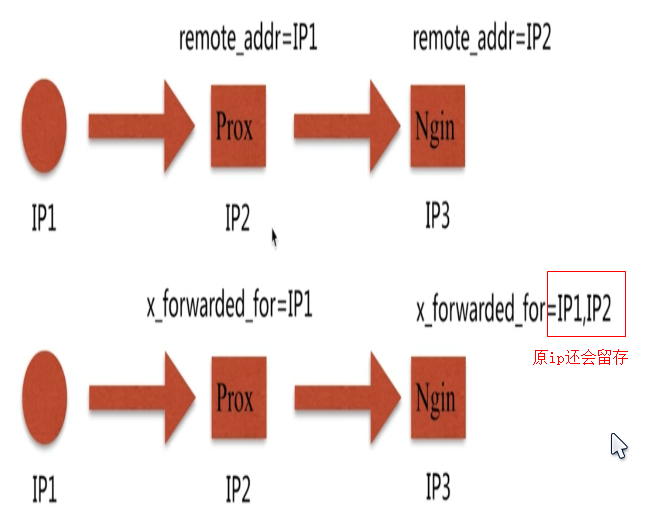 remote_addr=IP1
remote_addr=IP2
Prox
Ngin
IP1
IP2
IP3
x_forwarded_for=IP1
x_forwarded_for=IP1,IP2
原ip还会留存
Prox
Ngin
IP1
IP2
IP3